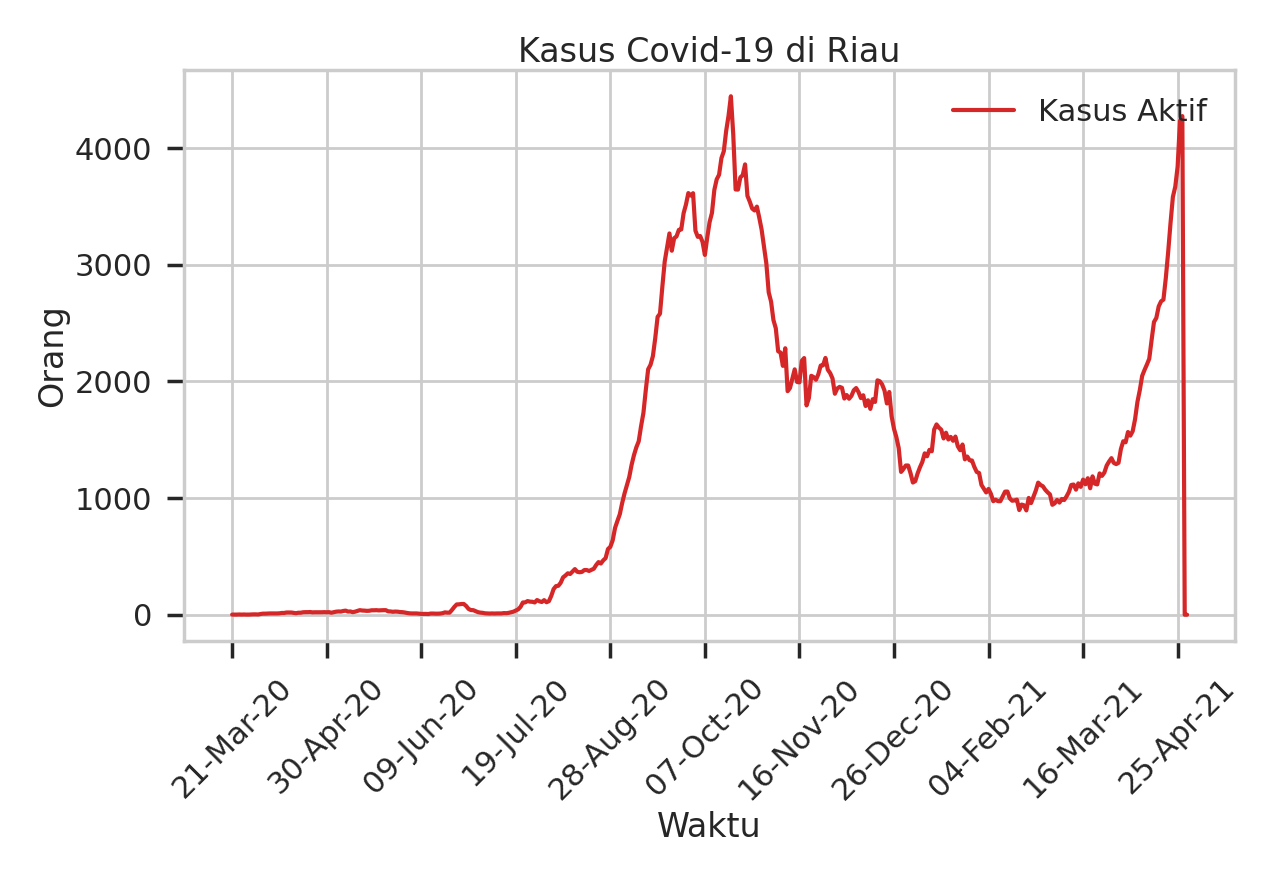 Kasus Covid-19 di Riau
Kasus Aktif
4000
3000
2000
1000
0
Orang
21-Mar-20
30-Apr-20
09-Jun-20
19-Jul-20
28-Aug-20
07-Oct-20
16-Nov-20
26-Dec-20
04-Feb-21
16-Mar-21
25-Apr-21
Waktu